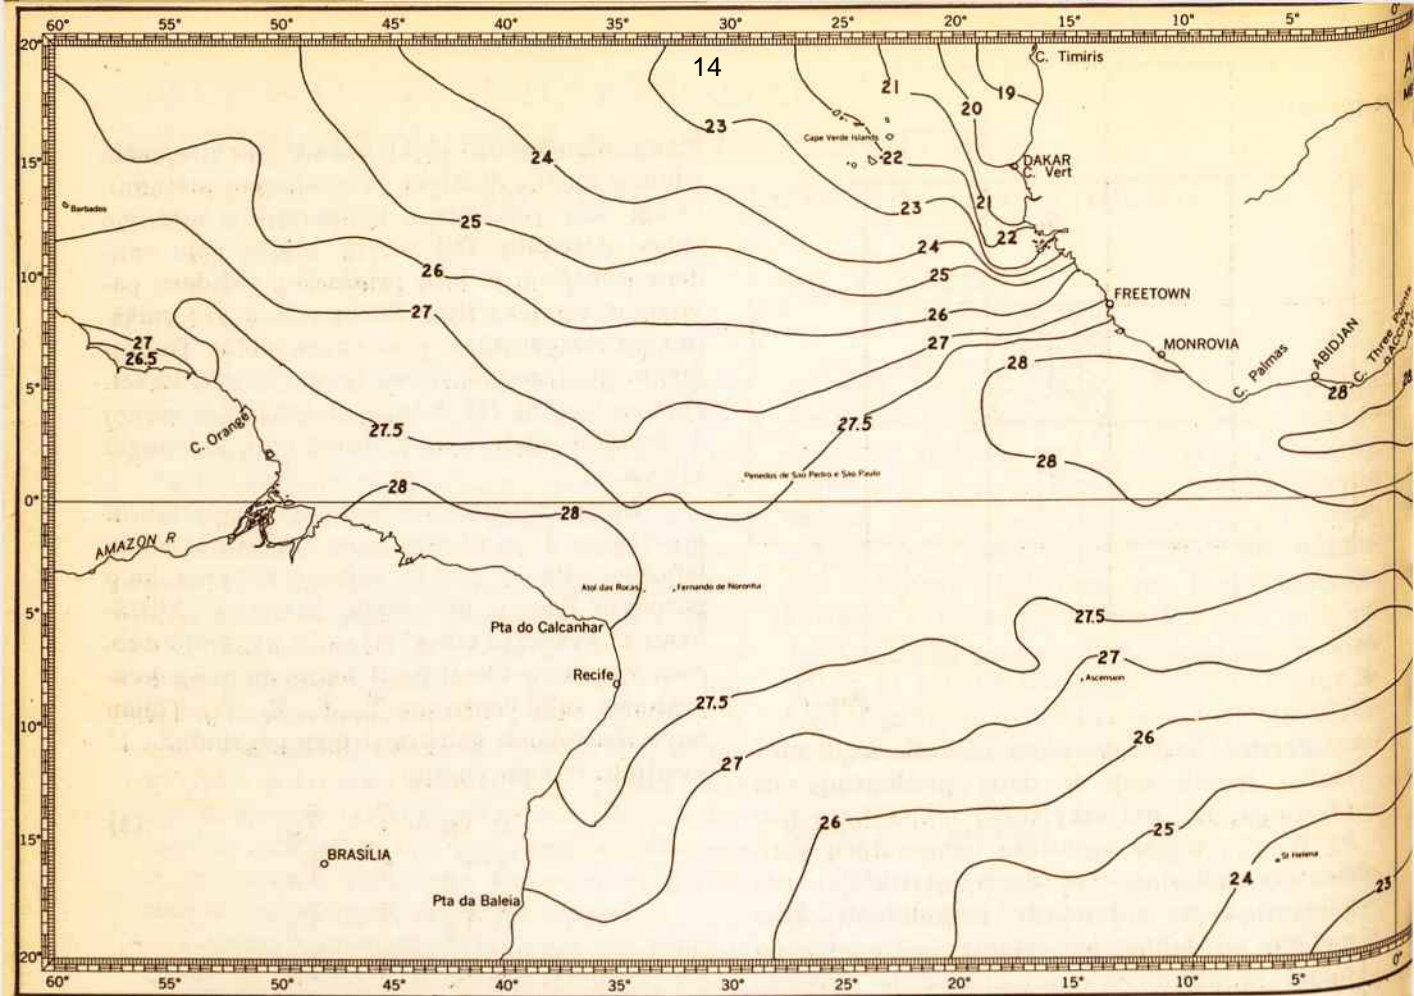 60° 55° 50° 45° 40° 35° 30° 25° 20° 15° 10° 5° 0°
20°
14
C. Timiris
A
ME
21
19
20
23
Cape Verde Islands
24
22
DAKAR
C. Vert
15°
Barbados
21
23
25
22
24
26
25
10°
FREETOWN
27
26
27
27
MONROVIA
26.5
28
ABIDJAN
C. Three Points
ACCRA
C. Palmas
5°
28
28
C. Orange
27.5
27.5
28
Penedos de São Pedro e São Paulo
28
0°
28
AMAZON R
Atol das Rocas
Fernando de Noronha
5°
27.5
Pta do Calcanhar
27
Recife
Ascension
27.5
10°
26
27
26
25
15°
BRASÍLIA
St Helena
24
23
Pta da Baleia
20°
0°
60° 55° 50° 45° 40° 35° 30° 25° 20° 15° 10° 5°